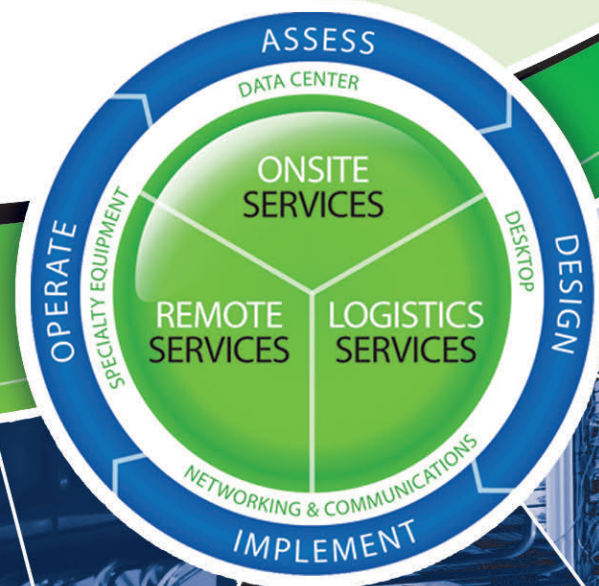 ASSESS
DATA CENTER
ONSITE
SERVICES
OPERATE
SPECIALTY EQUIPMENT
DESKTOP
DESIGN
REMOTE
SERVICES
LOGISTICS
SERVICES
NETWORKING & COMMUNICATIONS
IMPLEMENT